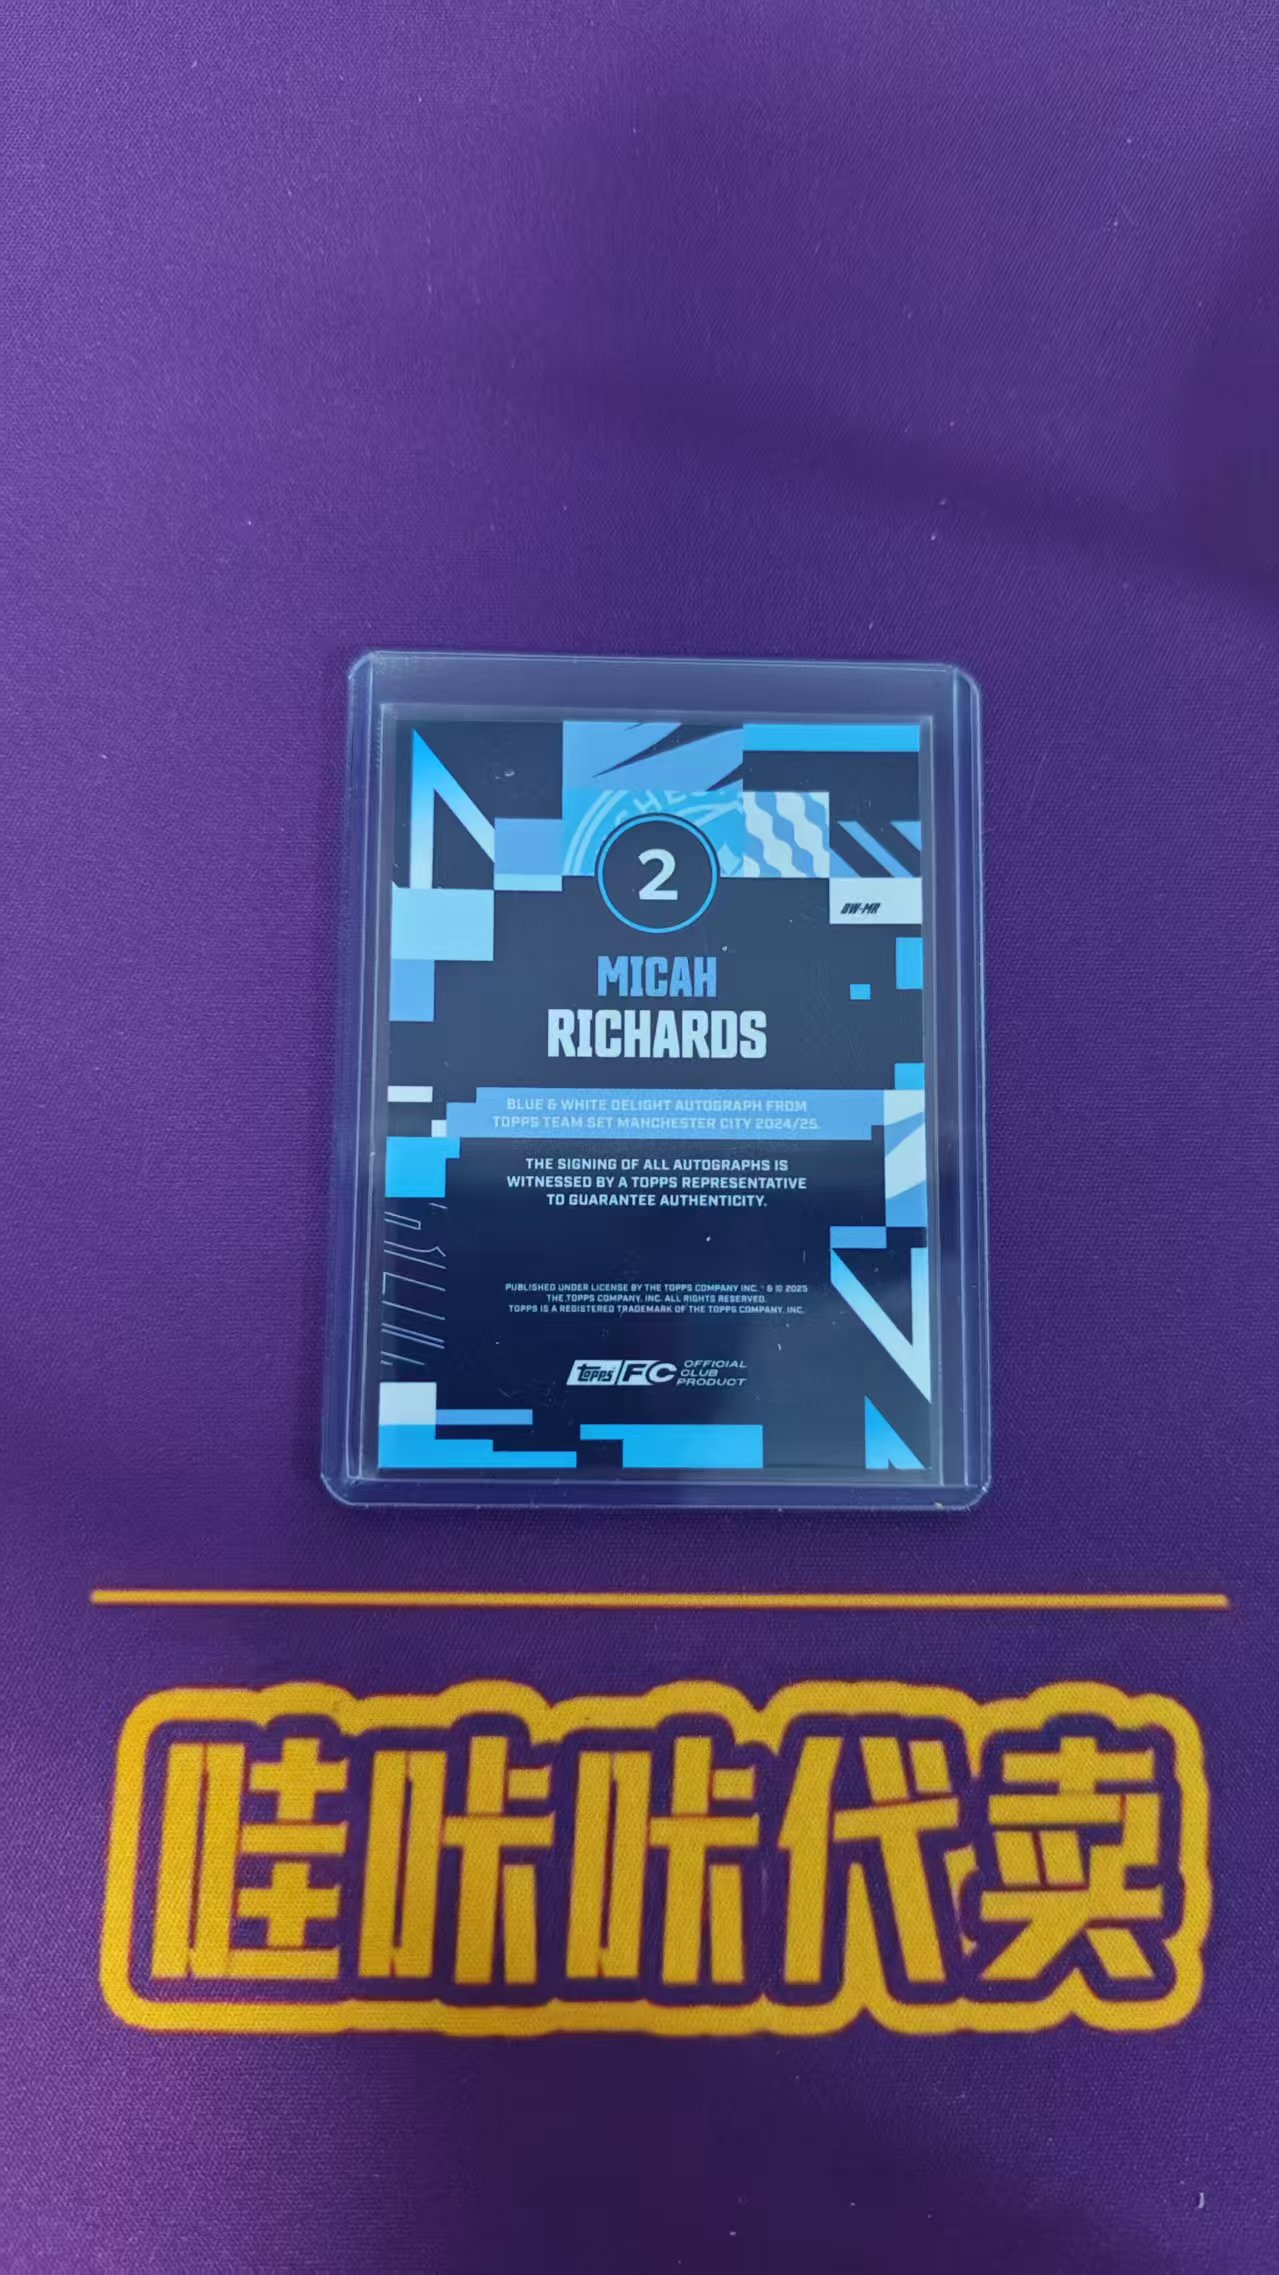 CHES
2
BW-MR
MICAH
RICHARDS
BLUE & WHITE DELIGHT AUTOGRAPH FROM
TOPPS TEAM SET MANCHESTER CITY 2024/25.
THE SIGNING OF ALL AUTOGRAPHS IS
WITNESSED BY A TOPPS REPRESENTATIVE
TO GUARANTEE AUTHENTICITY.
PUBLISHED UNDER LICENSE BY THE TOPPS COMPANY INC. ® & © 2025
THE TOPPS COMPANY, INC. ALL RIGHTS RESERVED.
TOPPS IS A REGISTERED TRADEMARK OF THE TOPPS COMPANY, INC.
topps FC OFFICIAL
CLUB
PRODUCT
哇咔咔代卖